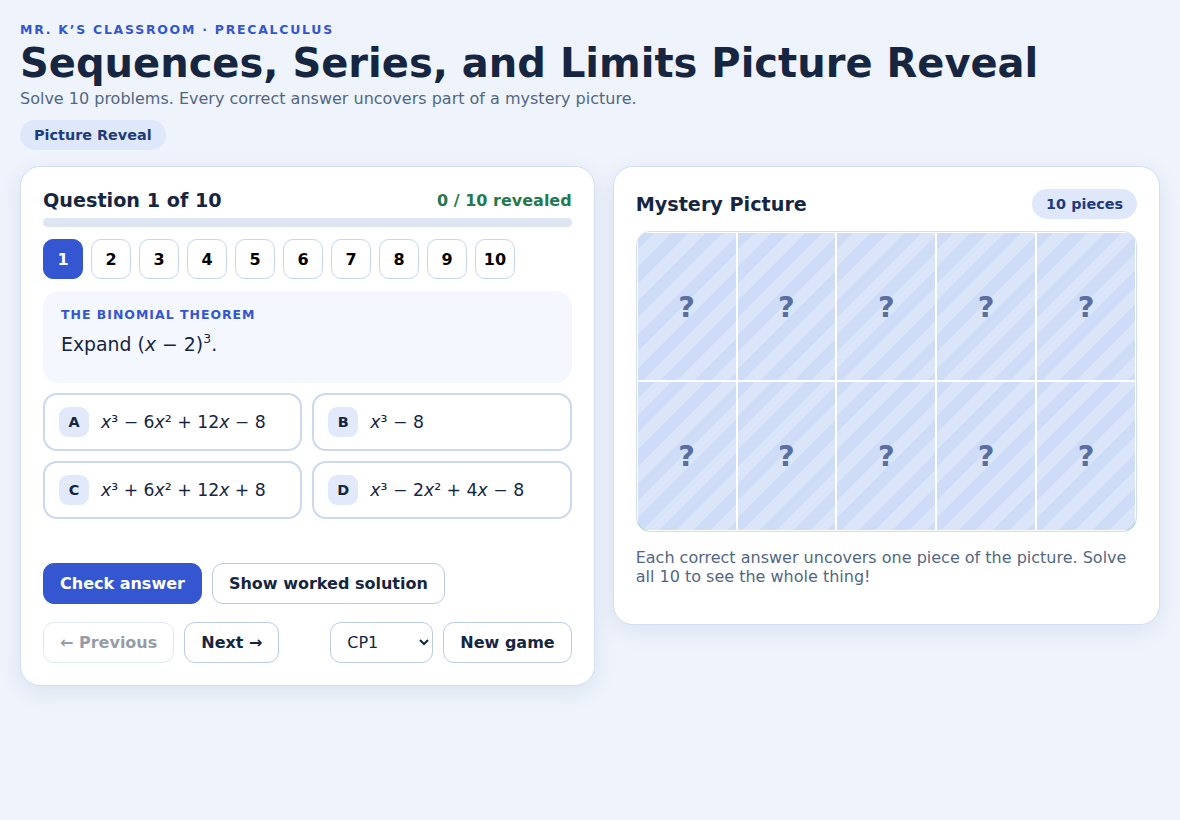 MR. K’S CLASSROOM · PRECALCULUS
Sequences, Series, and Limits Picture Reveal
Solve 10 problems. Every correct answer uncovers part of a mystery picture.
Picture Reveal
Question 1 of 10
0 / 10 revealed
1 2 3 4 5 6 7 8 9 10
THE BINOMIAL THEOREM
Expand (x − 2)³.
A x³ − 6x² + 12x − 8
B x³ − 8
C x³ + 6x² + 12x + 8
D x³ − 2x² + 4x − 8
Check answer
Show worked solution
← Previous
Next →
CP1
New game
Mystery Picture
10 pieces
? ? ? ? ?
? ? ? ? ?
Each correct answer uncovers one piece of the picture. Solve
all 10 to see the whole thing!